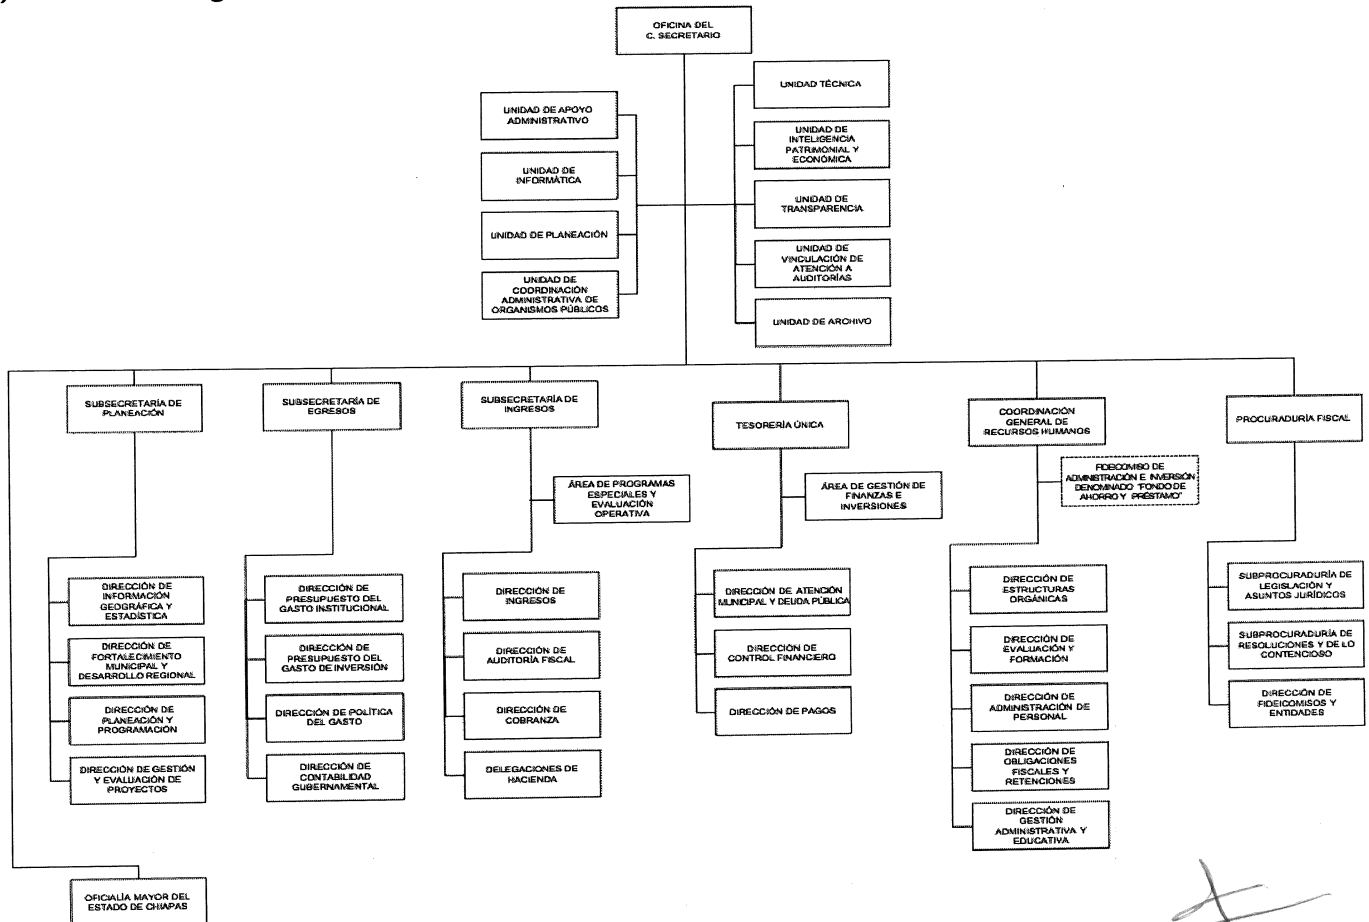 OFICINA DEL
C. SECRETARIO
UNIDAD DE APOYO
ADMINISTRATIVO
UNIDAD
DE INFORMÁTICA
UNIDAD DE PLANEACIÓN
UNIDAD DE
COORDINACIÓN
ADMINISTRATIVA DE
ORGANISMOS PÚBLICOS
UNIDAD TÉCNICA
UNIDAD DE
INTELIGENCIA
PATRIMONIAL Y
ECONÓMICA
UNIDAD DE
TRANSPARENCIA
UNIDAD DE
VINCULACIÓN DE
ATENCIÓN A
AUDITORÍAS
UNIDAD DE ARCHIVO
SUBSECRETARÍA DE
PLANEACIÓN
DIRECCIÓN DE
INFORMACIÓN
GEOGRÁFICA Y
ESTADÍSTICA
DIRECCIÓN DE
FORTALECIMIENTO
MUNICIPAL Y
DESARROLLO REGIONAL
DIRECCIÓN DE
PLANEACIÓN Y
PROGRAMACIÓN
DIRECCIÓN DE GESTIÓN
Y EVALUACIÓN DE
PROYECTOS
SUBSECRETARÍA DE
EGRESOS
DIRECCIÓN DE
PRESUPUESTO DEL
GASTO INSTITUCIONAL
DIRECCIÓN DE
PRESUPUESTO DEL
GASTO DE INVERSIÓN
DIRECCIÓN DE POLÍTICA
DEL GASTO
DIRECCIÓN DE
CONTABILIDAD
GUBERNAMENTAL
SUBSECRETARÍA DE
INGRESOS
ÁREA DE PROGRAMAS
ESPECIALES Y
EVALUACIÓN
OPERATIVA
DIRECCIÓN DE
INGRESOS
DIRECCIÓN DE
AUDITORÍA FISCAL
DIRECCIÓN DE
COBRANZA
DELEGACIONES DE
HACIENDA
TESORERÍA ÚNICA
ÁREA DE GESTIÓN DE
FINANZAS E
INVERSIONES
DIRECCIÓN DE ATENCIÓN
MUNICIPAL Y DEUDA PÚBLICA
DIRECCIÓN DE
CONTROL FINANCIERO
DIRECCIÓN DE PAGOS
COORDINACIÓN
GENERAL DE
RECURSOS HUMANOS
FIDEICOMISO DE
ADMINISTRACIÓN E INVERSIÓN
DENOMINADO "FONDO DE
AHORRO Y PRÉSTAMO"
DIRECCIÓN DE
ESTRUCTURAS
ORGÁNICAS
DIRECCIÓN DE
EVALUACIÓN Y
FORMACIÓN
DIRECCIÓN DE
ADMINISTRACIÓN DE
PERSONAL
DIRECCIÓN DE
OBLIGACIONES
FISCALES Y
RETENCIONES
DIRECCIÓN DE
GESTIÓN
ADMINISTRATIVA Y
EDUCATIVA
PROCURADURÍA FISCAL
SUBPROCURADURÍA DE
LEGISLACIÓN Y
ASUNTOS JURÍDICOS
SUBPROCURADURÍA DE
RESOLUCIONES Y DE LO
CONTENCIOSO
DIRECCIÓN DE
FIDEICOMISOS Y
ENTIDADES
OFICIALÍA MAYOR DEL
ESTADO DE CHIAPAS